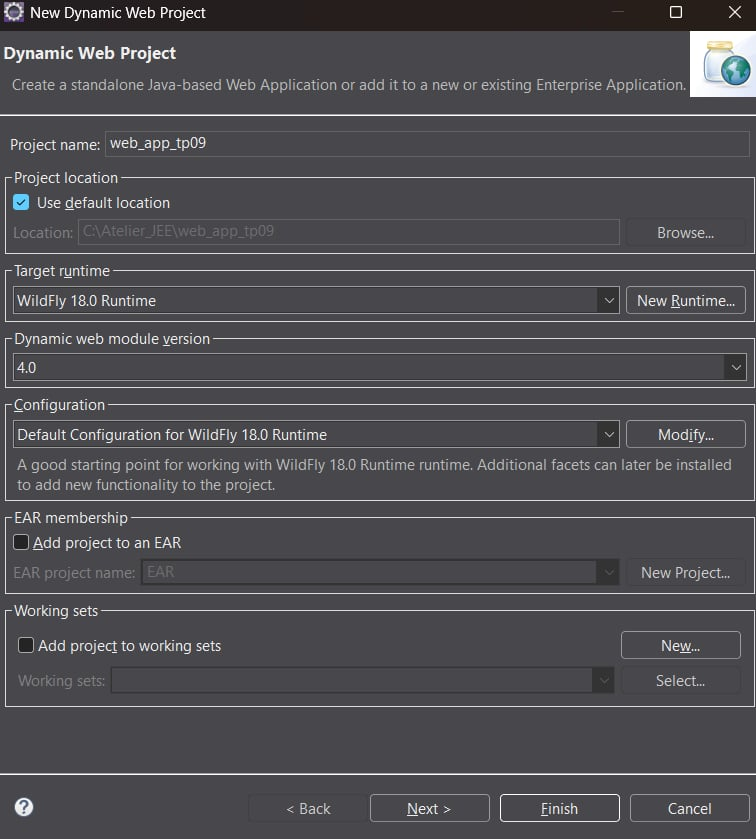 New Dynamic Web Project
Dynamic Web Project
Create a standalone Java-based Web Application or add it to a new or existing Enterprise Application.
Project name: web_app_tp09
Project location
Use default location
Location: C:\Atelier_JEE\web_app_tp09 Browse...
Target runtime
WildFly 18.0 Runtime New Runtime...
Dynamic web module version
4.0
Configuration
Default Configuration for WildFly 18.0 Runtime Modify...
A good starting point for working with WildFly 18.0 Runtime runtime. Additional facets can later be installed
to add new functionality to the project.
EAR membership
Add project to an EAR
EAR project name: EAR New Project...
Working sets
Add project to working sets New...
Working sets: Select...
? < Back Next > Finish Cancel